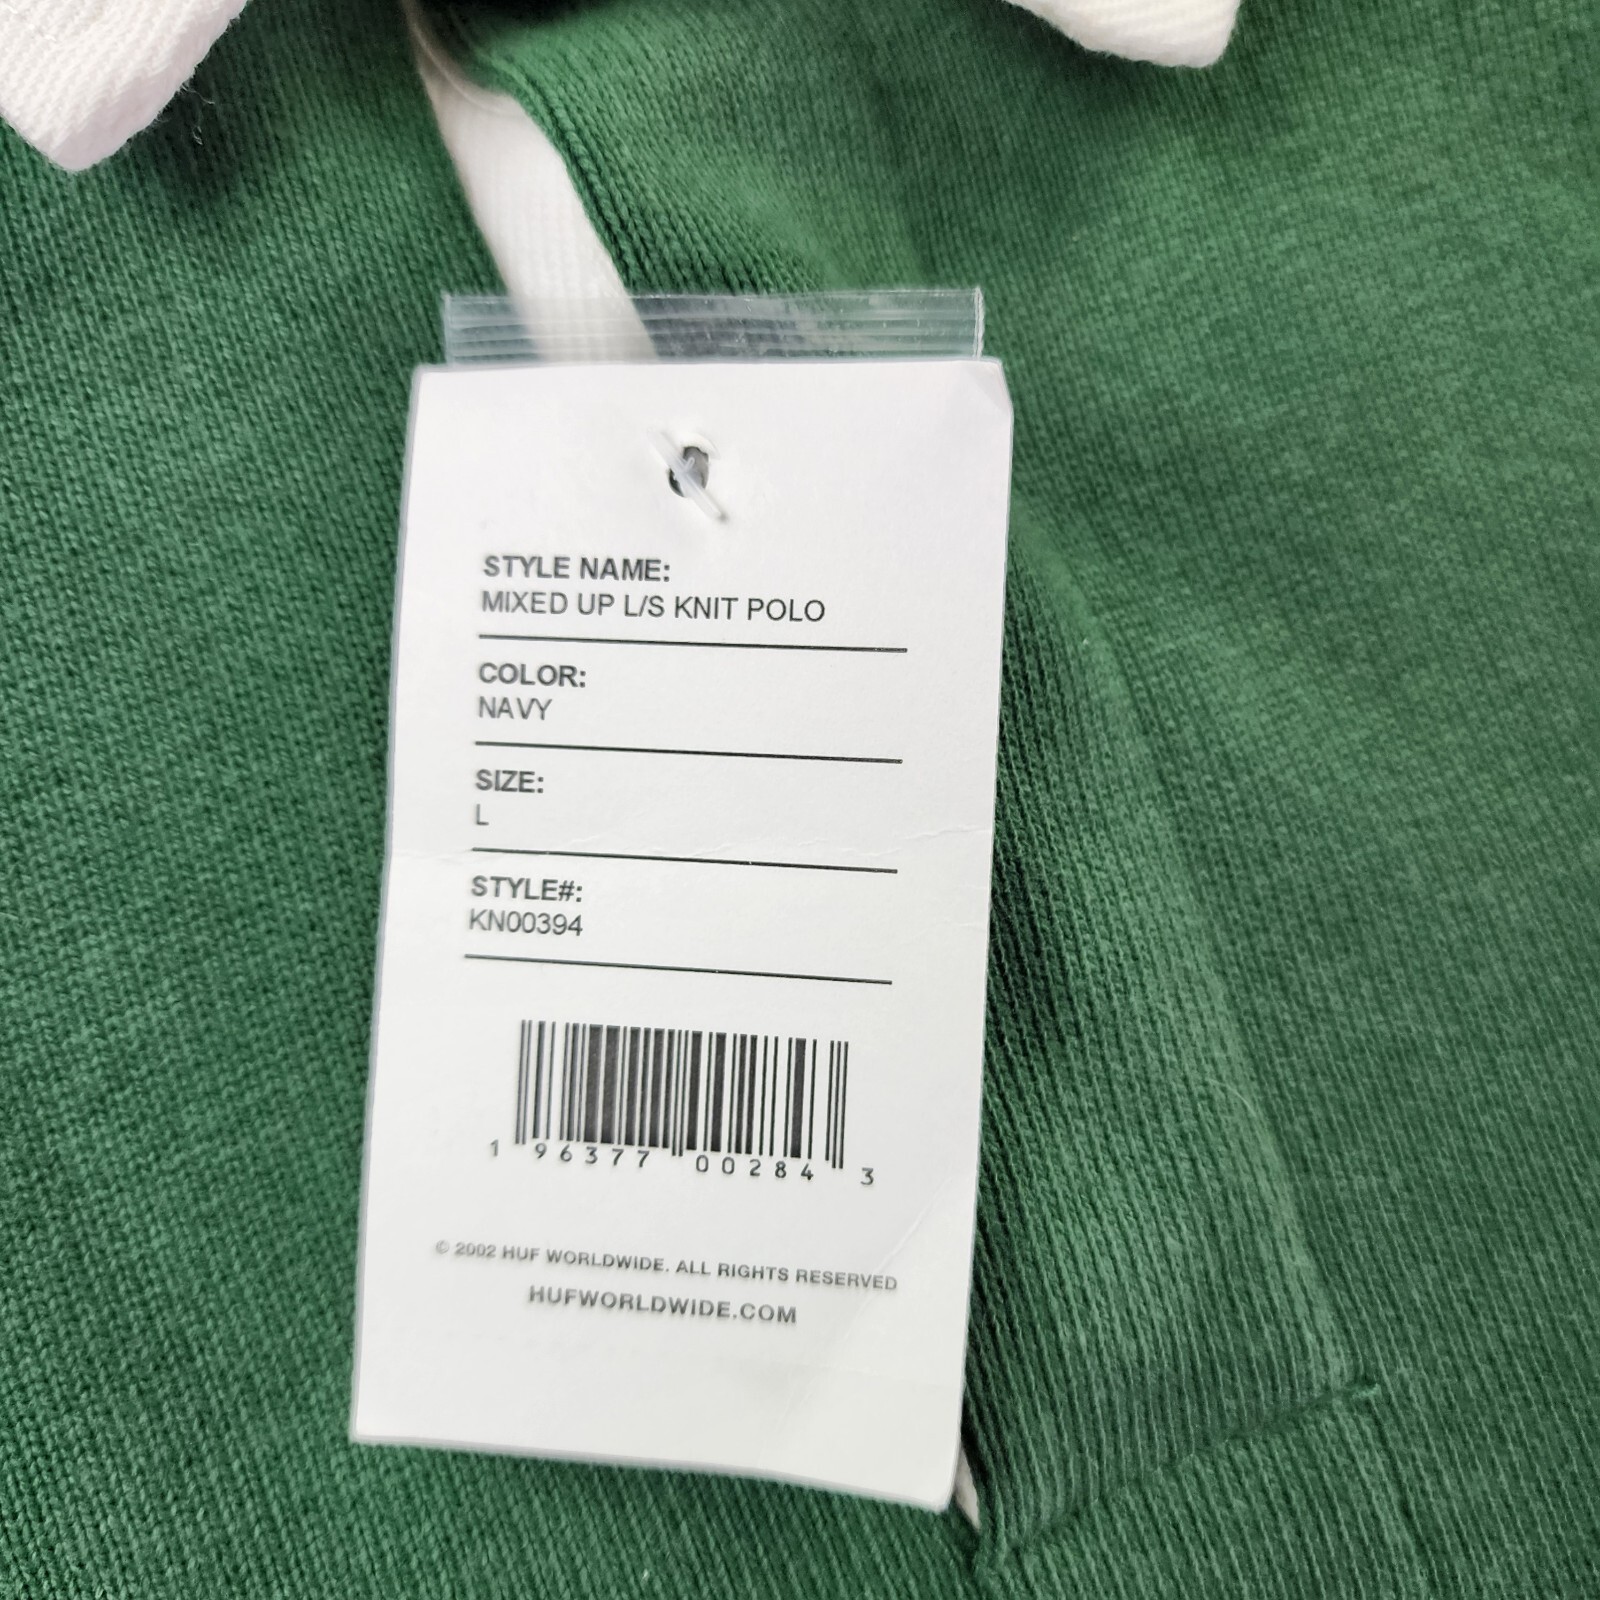 STYLE NAME:
MIXED UP L/S KNIT POLO
COLOR:
NAVY
SIZE:
L
STYLE#:
KN00394
1 96377 00284 3
© 2002 HUF WORLDWIDE. ALL RIGHTS RESERVED
HUFWORLDWIDE.COM